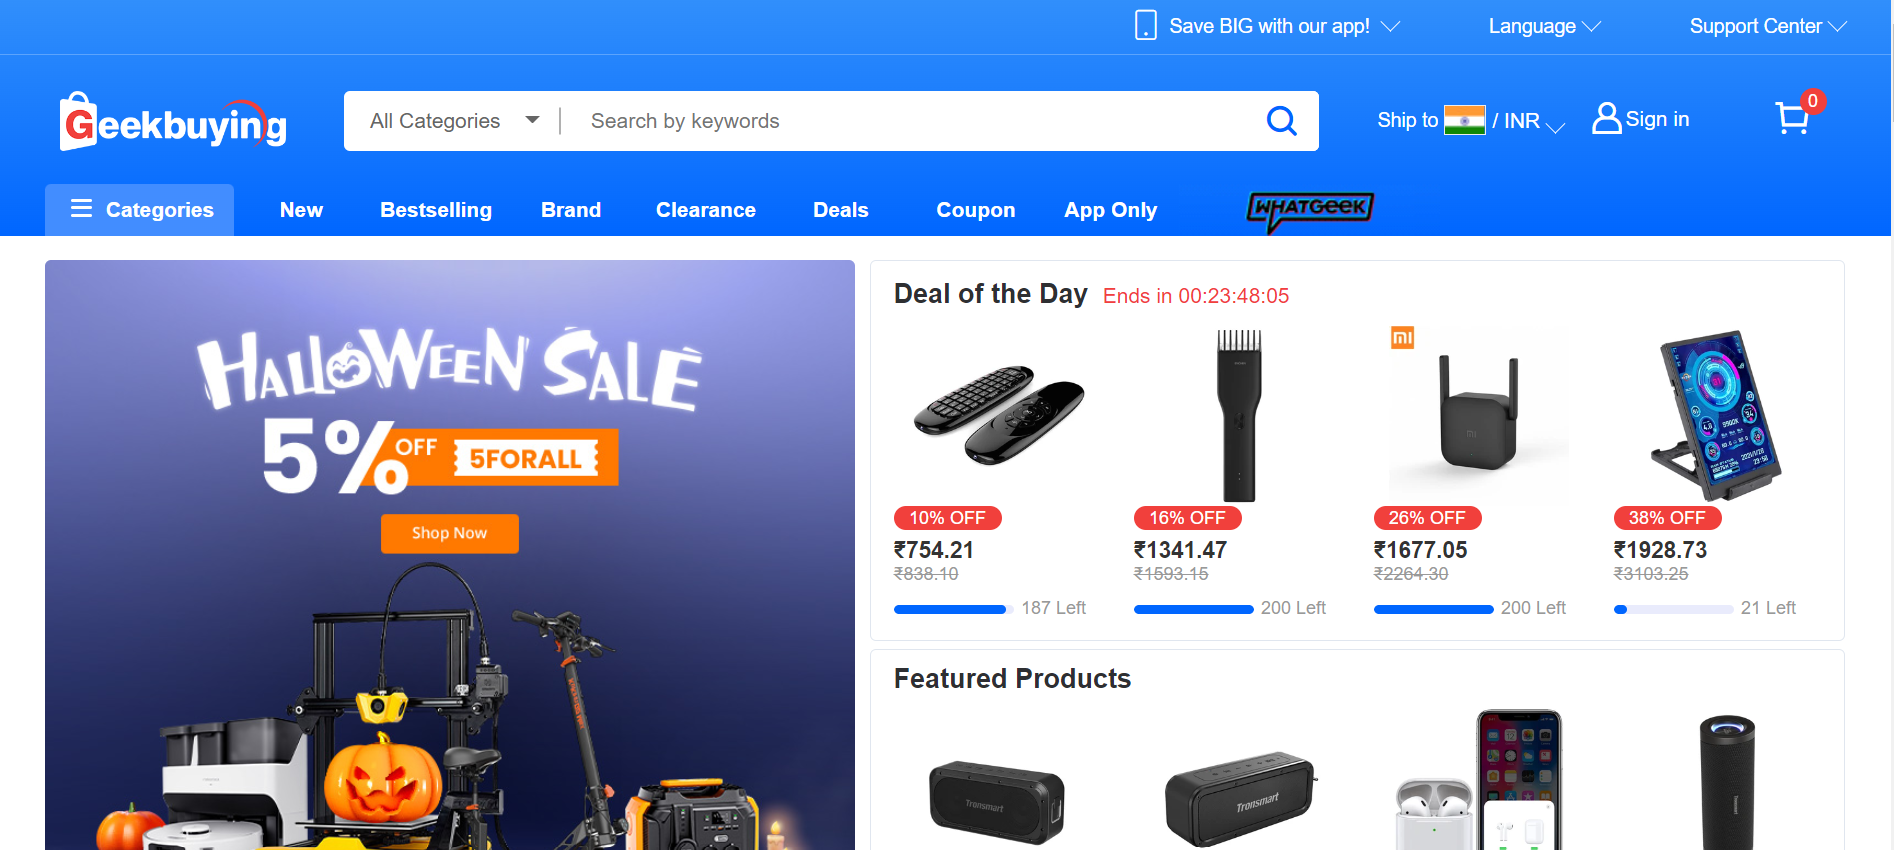 Save BIG with our app!
Language
Support Center
Geekbuying
All Categories
Search by keywords
Ship to
/ INR
Sign in
0
Categories
New
Bestselling
Brand
Clearance
Deals
Coupon
App Only
WHATGEEK
HALLOWEEN SALE
5% OFF 5FORALL
Shop Now
Deal of the Day Ends in 00:23:48:05
mi
10% OFF
₹754.21
₹838.10
187 Left
16% OFF
₹1341.47
₹1593.15
200 Left
26% OFF
₹1677.05
₹2264.30
200 Left
38% OFF
₹1928.73
₹3103.25
21 Left
Featured Products
Tronsmart
Tronsmart
Tronsmart